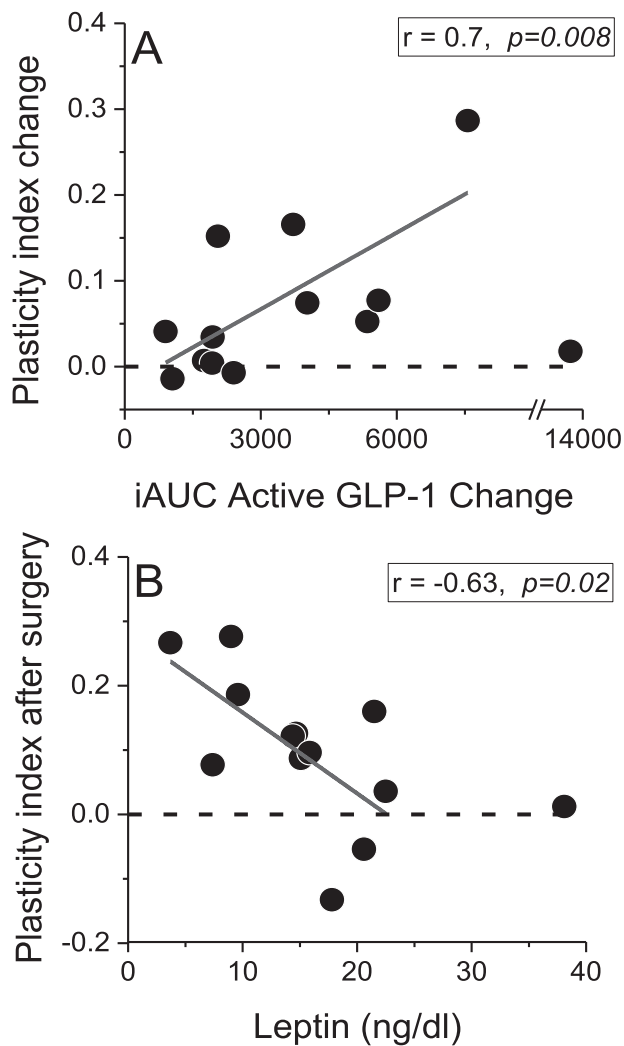 A
r = 0.7, p=0.008
Plasticity index change
0.4
0.3
0.2
0.1
0.0
0 3000 6000 14000
iAUC Active GLP-1 Change
B
r = -0.63, p=0.02
Plasticity index after surgery
0.4
0.2
0.0
-0.2
0 10 20 30 40
Leptin (ng/dl)